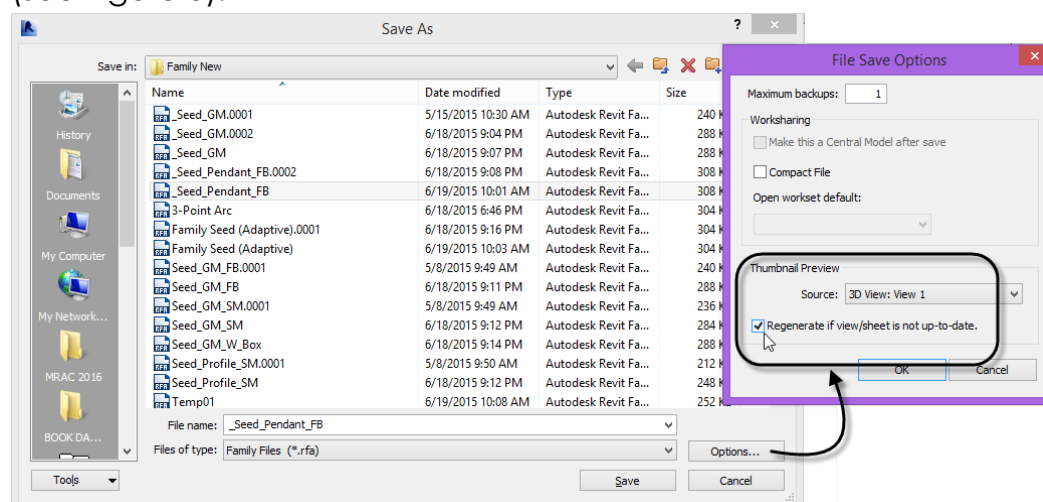 Save As
?
Save in: Family New
Name Date modified Type Size
_Seed_GM.0001 5/15/2015 10:30 AM Autodesk Revit Fa... 240 K
_Seed_GM.0002 6/18/2015 9:04 PM Autodesk Revit Fa... 288 K
_Seed_GM 6/18/2015 9:07 PM Autodesk Revit Fa... 288 K
_Seed_Pendant_FB.0002 6/18/2015 9:08 PM Autodesk Revit Fa... 308 K
_Seed_Pendant_FB 6/19/2015 10:01 AM Autodesk Revit Fa... 308 K
3-Point Arc 6/18/2015 6:46 PM Autodesk Revit Fa... 304 K
Family Seed (Adaptive).0001 6/18/2015 9:16 PM Autodesk Revit Fa... 304 K
Family Seed (Adaptive) 6/19/2015 10:03 AM Autodesk Revit Fa... 304 K
Seed_GM_FB.0001 5/8/2015 9:49 AM Autodesk Revit Fa... 240 K
Seed_GM_FB 6/18/2015 9:11 PM Autodesk Revit Fa... 288 K
Seed_GM_SM.0001 5/8/2015 9:49 AM Autodesk Revit Fa... 236 K
Seed_GM_SM 6/18/2015 9:12 PM Autodesk Revit Fa... 284 K
Seed_GM_W_Box 6/18/2015 9:14 PM Autodesk Revit Fa... 288 K
Seed_Profile_SM.0001 5/8/2015 9:50 AM Autodesk Revit Fa... 212 K
Seed_Profile_SM 6/18/2015 9:12 PM Autodesk Revit Fa... 248 K
Temp01 6/19/2015 10:08 AM Autodesk Revit Fa... 252 K
History
Documents
My Computer
My Network...
MRAC 2016
BOOK DA...
File name: _Seed_Pendant_FB
Files of type: Family Files (*.rfa)
Options...
Tools
Save
Cancel
File Save Options
Maximum backups: 1
Worksharing
Make this a Central Model after save
Compact File
Open workset default:
Thumbnail Preview
Source: 3D View: View 1
Regenerate if view/sheet is not up-to-date.
OK
Cancel